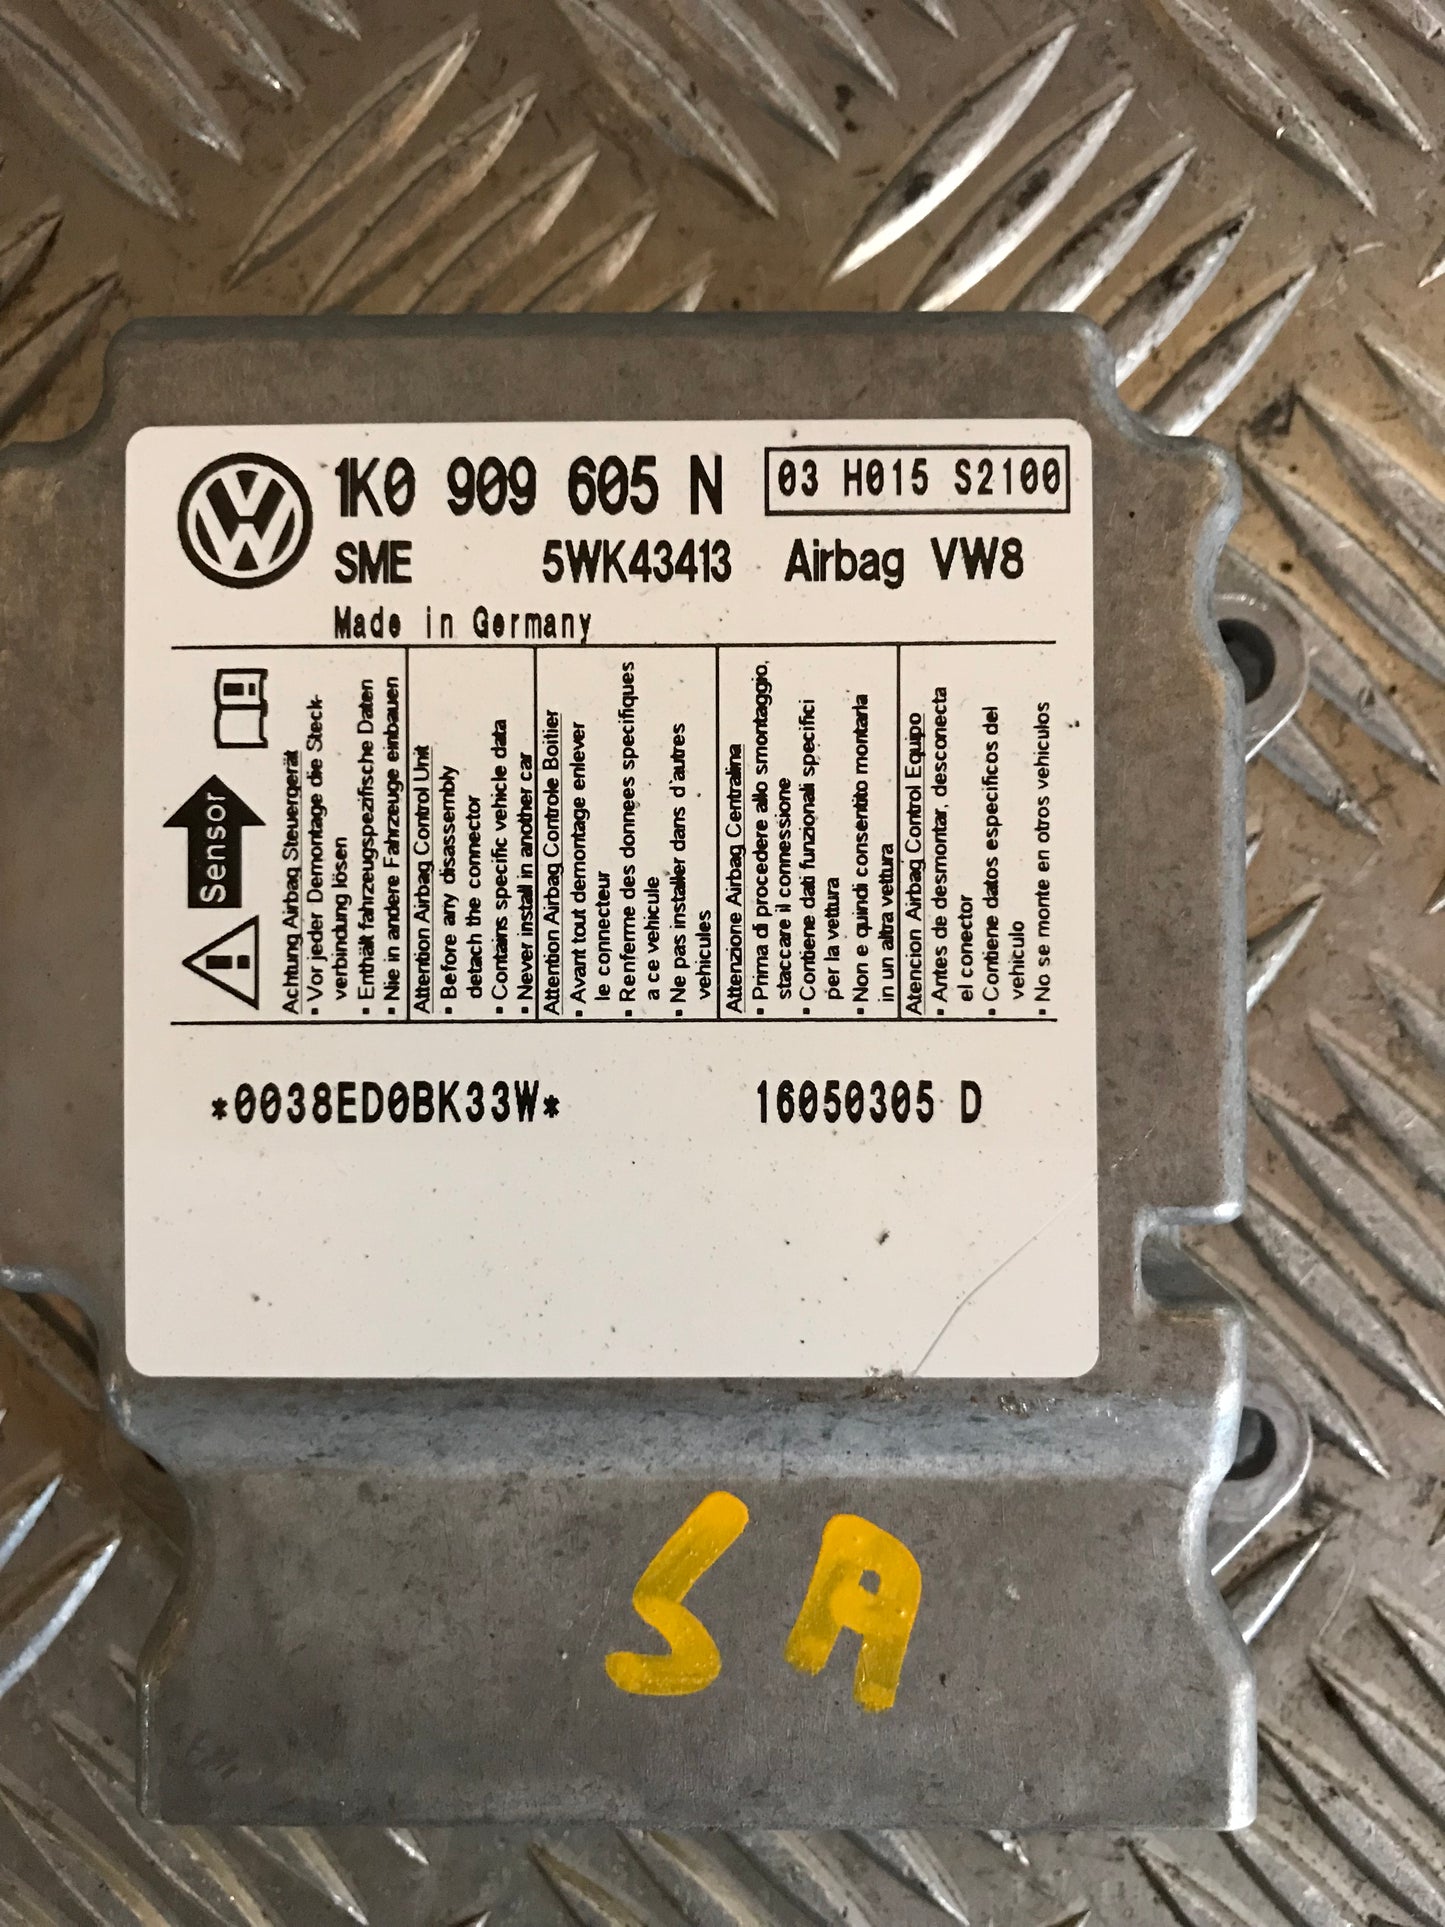 1K0 909 605 N 03 H015 S2100
SME 5WK43413 Airbag VW8
Made in Germany
Sensor
Achtung Airbag Steuergerät
▪ Vor jeder Demontage die Steck-
verbindung lösen
▪ Enthält fahrzeugspezifische Daten
▪ Nie in andere Fahrzeuge einbauen
Attention Airbag Control Unit
▪ Before any disassembly
detach the connector
▪ Contains specific vehicle data
▪ Never install in another car
Attention Airbag Controle Boitier
▪ Avant tout demontage enlever
le connecteur
▪ Renferme des donnees specifiques
a ce vehicule
▪ Ne pas installer dans d'autres
vehicules
Attenzione Airbag Centralina
▪ Prima di procedere allo smontaggio,
staccare il connessione
▪ Contiene dati funzionali specifici
per la vettura
▪ Non e quindi consentito montarla
in un altra vettura
Atencion Airbag Control Equipo
▪ Antes de desmontar, desconecta
el conector
▪ Contiene datos especificos del
vehiculo
▪ No se monte en otros vehiculos
*0038ED0BK33W* 16050305 D
SA